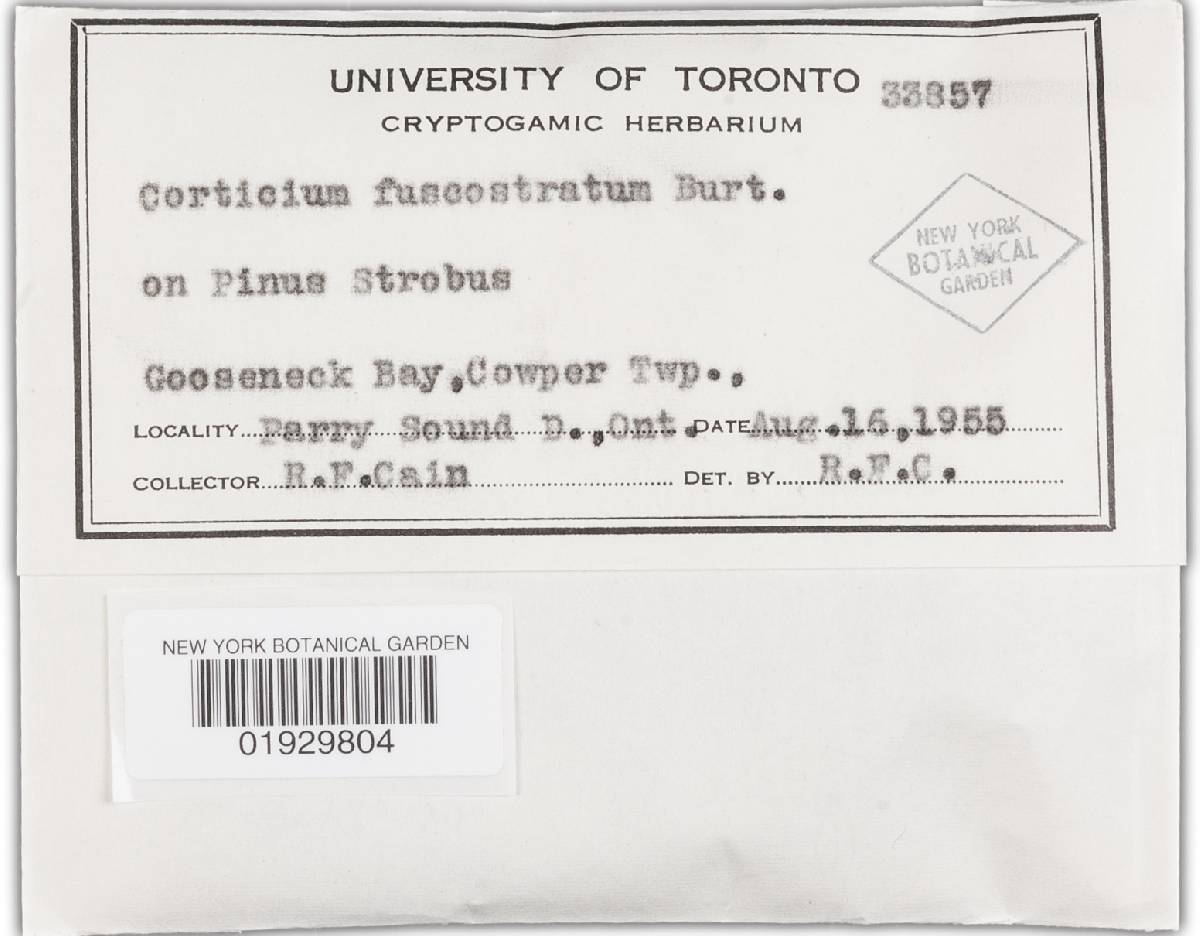 UNIVERSITY OF TORONTO 33857
CRYPTOGAMIC HERBARIUM
Corticium fuscostratum Burt.
on Pinus Strobus
NEW YORK
BOTANICAL
GARDEN
Gooseneck Bay,Cowper Twp.,
LOCALITY Parry Sound D.,Ont. DATE Aug.16,1955
COLLECTOR R.F.Cain DET. BY R.F.C.
NEW YORK BOTANICAL GARDEN
01929804